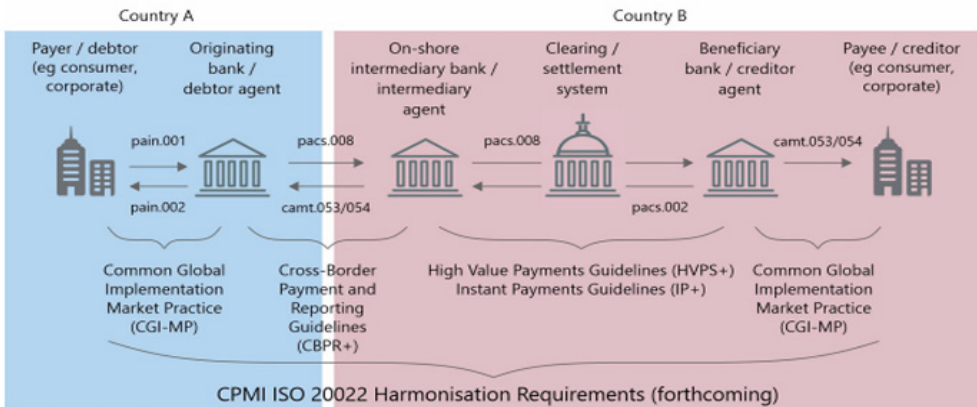 Country A
Country B
Payer / debtor
(eg consumer,
corporate)
Originating
bank /
debtor agent
On-shore
intermediary bank /
intermediary
agent
Clearing /
settlement
system
Beneficiary
bank / creditor
agent
Payee / creditor
(eg consumer,
corporate)
pain.001
pacs.008
pacs.008
camt.053/054
pain.002
camt.053/054
pacs.002
Common Global
Implementation
Market Practice
(CGI-MP)
Cross-Border
Payment and
Reporting
Guidelines
(CBPR+)
High Value Payments Guidelines (HVPS+)
Instant Payments Guidelines (IP+)
Common Global
Implementation
Market Practice
(CGI-MP)
CPMI ISO 20022 Harmonisation Requirements (forthcoming)